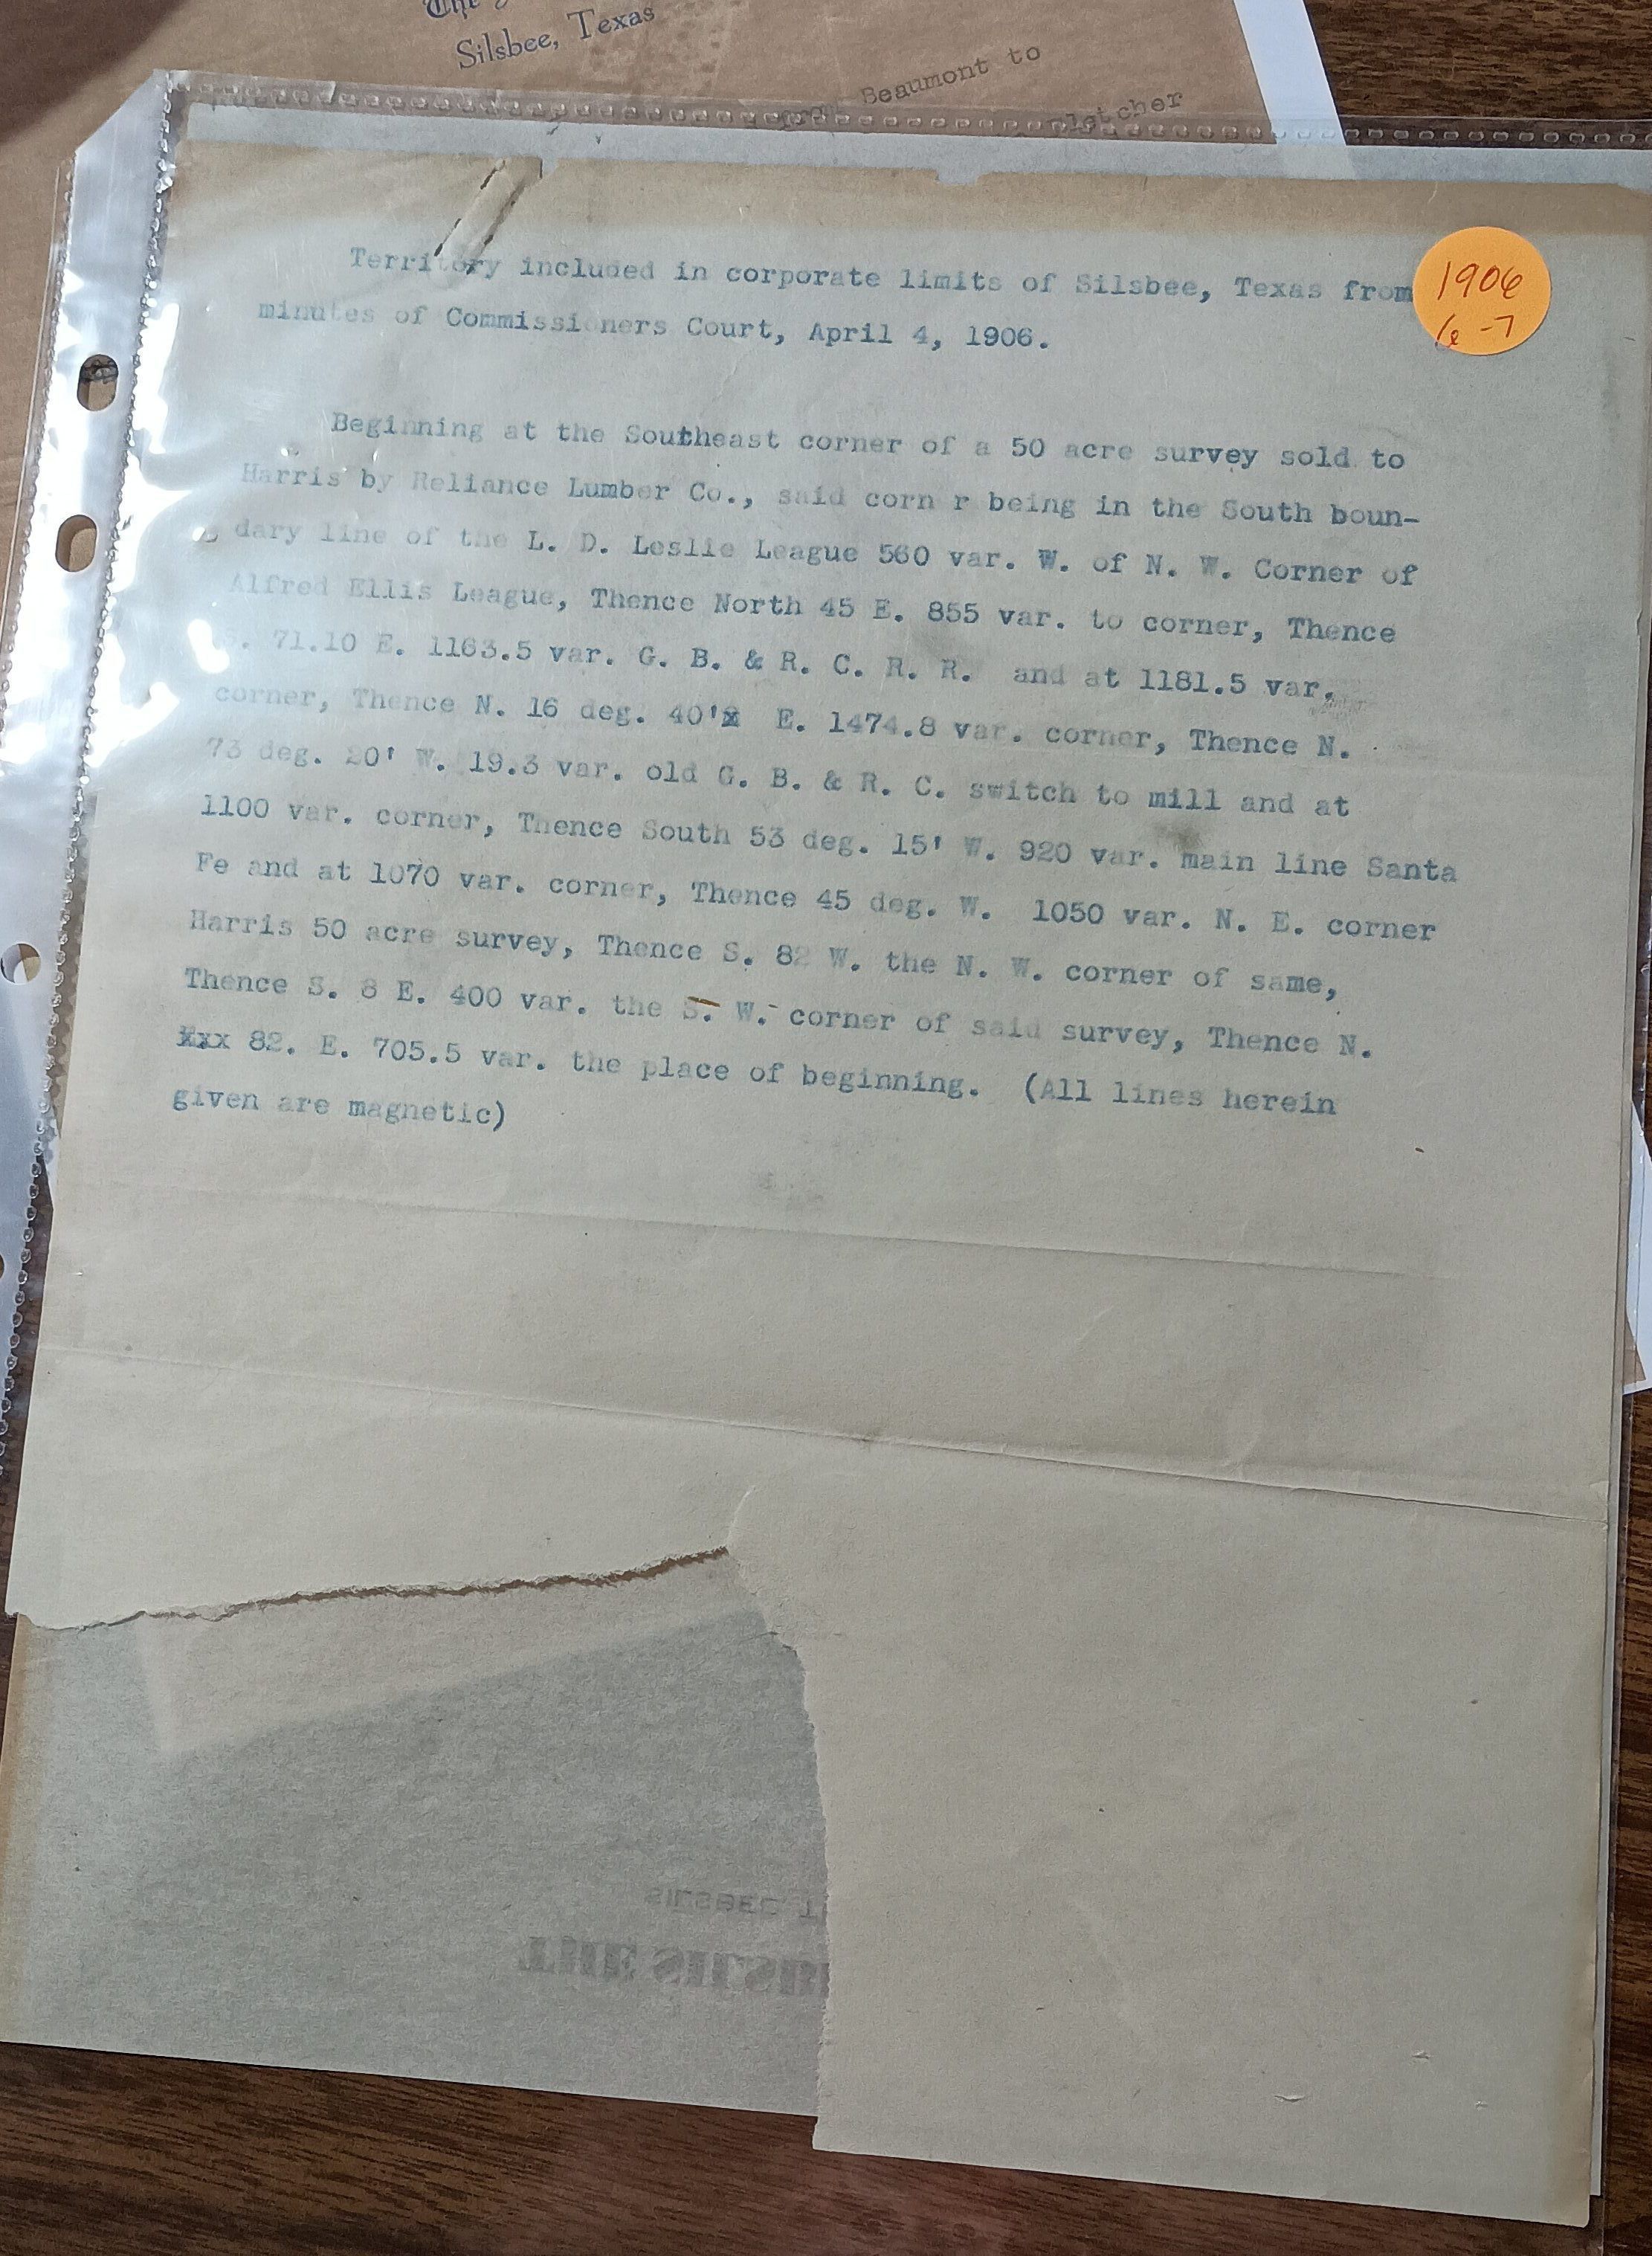 The
Silsbee, Texas
Beaumont to
Fletcher
1906
6-7
Territory included in corporate limits of Silsbee, Texas from
minutes of Commissioners Court, April 4, 1906.
Beginning at the Southeast corner of a 50 acre survey sold to
Harris by Reliance Lumber Co., said corn r being in the South boun-
dary line of the L. D. Leslie League 560 var. W. of N. W. Corner of
Alfred Ellis League, Thence North 45 E. 855 var. to corner, Thence
S. 71.10 E. 1163.5 var. G. B. & R. C. R. R. and at 1181.5 var.
corner, Thence N. 16 deg. 40' E. 1474.8 var. corner, Thence N.
73 deg. 20' W. 19.3 var. old G. B. & R. C. switch to mill and at
1100 var. corner, Thence South 53 deg. 15' W. 920 var. main line Santa
Fe and at 1070 var. corner, Thence 45 deg. W. 1050 var. N. E. corner
Harris 50 acre survey, Thence S. 82 W. the N. W. corner of same,
Thence S. 8 E. 400 var. the S. W. corner of said survey, Thence N.
xxx 82. E. 705.5 var. the place of beginning. (All lines herein
given are magnetic)
SILSBEE, T
THE SILSB